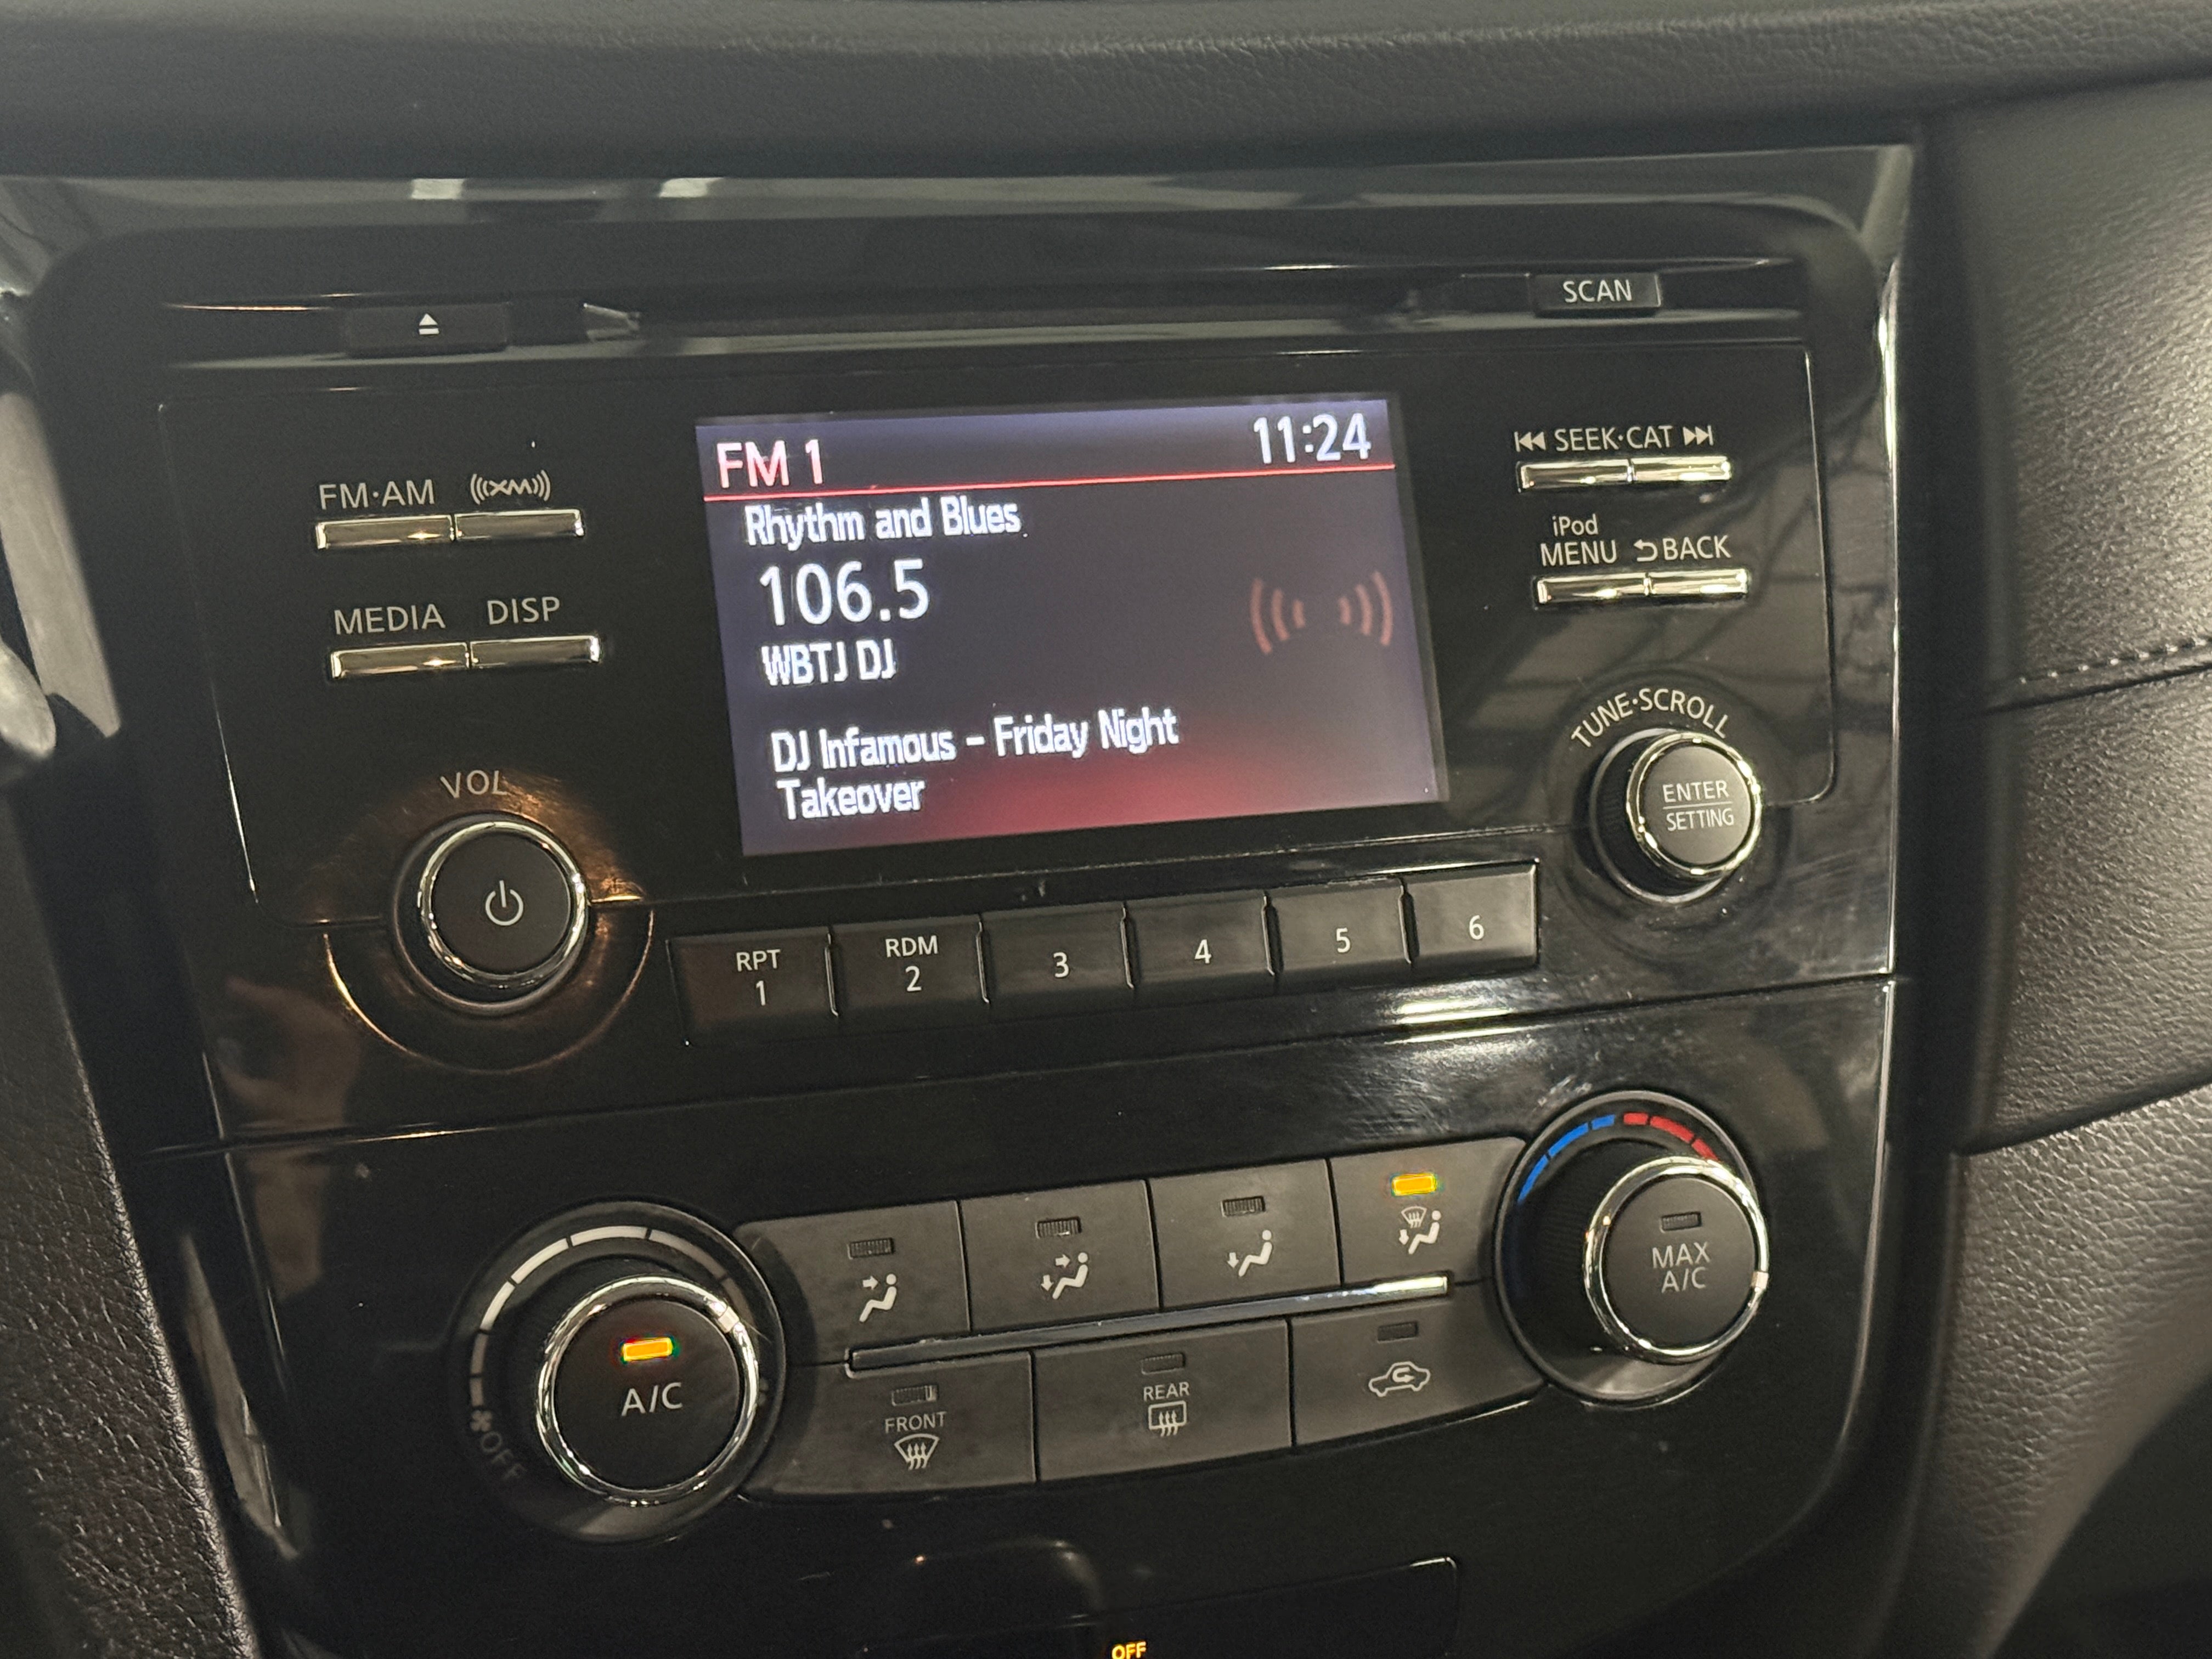 SCAN
FM·AM
((XM))
FM 1
11:24
SEEK·CAT
Rhythm and Blues
106.5
WBTJ DJ
DJ Infamous - Friday Night
Takeover
iPod
MENU
BACK
MEDIA
DISP
TUNE·SCROLL
ENTER
SETTING
VOL
RPT
1
RDM
2
3
4
5
6
A/C
OFF
MAX
A/C
FRONT
REAR
OFF